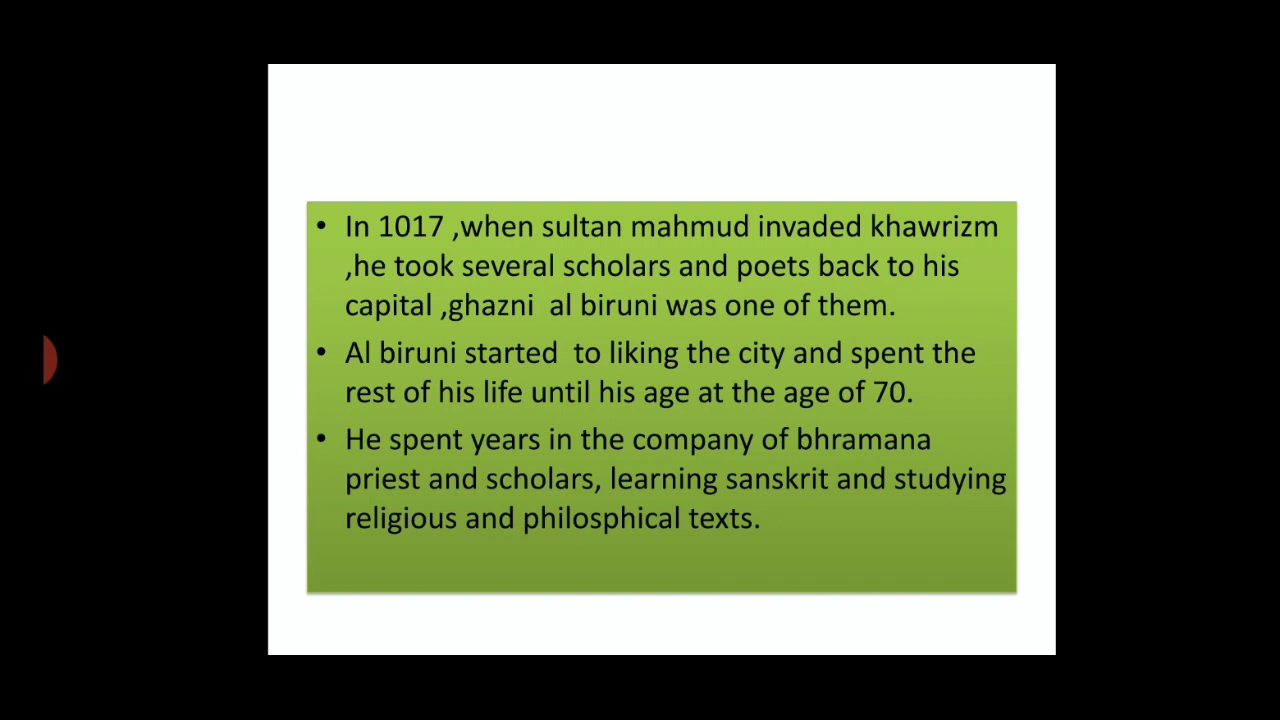 • In 1017 ,when sultan mahmud invaded khawrizm
,he took several scholars and poets back to his
capital ,ghazni  al biruni was one of them.
• Al biruni started  to liking the city and spent the
rest of his life until his age at the age of 70.
• He spent years in the company of bhramana
priest and scholars, learning sanskrit and studying
religious and philosphical texts.